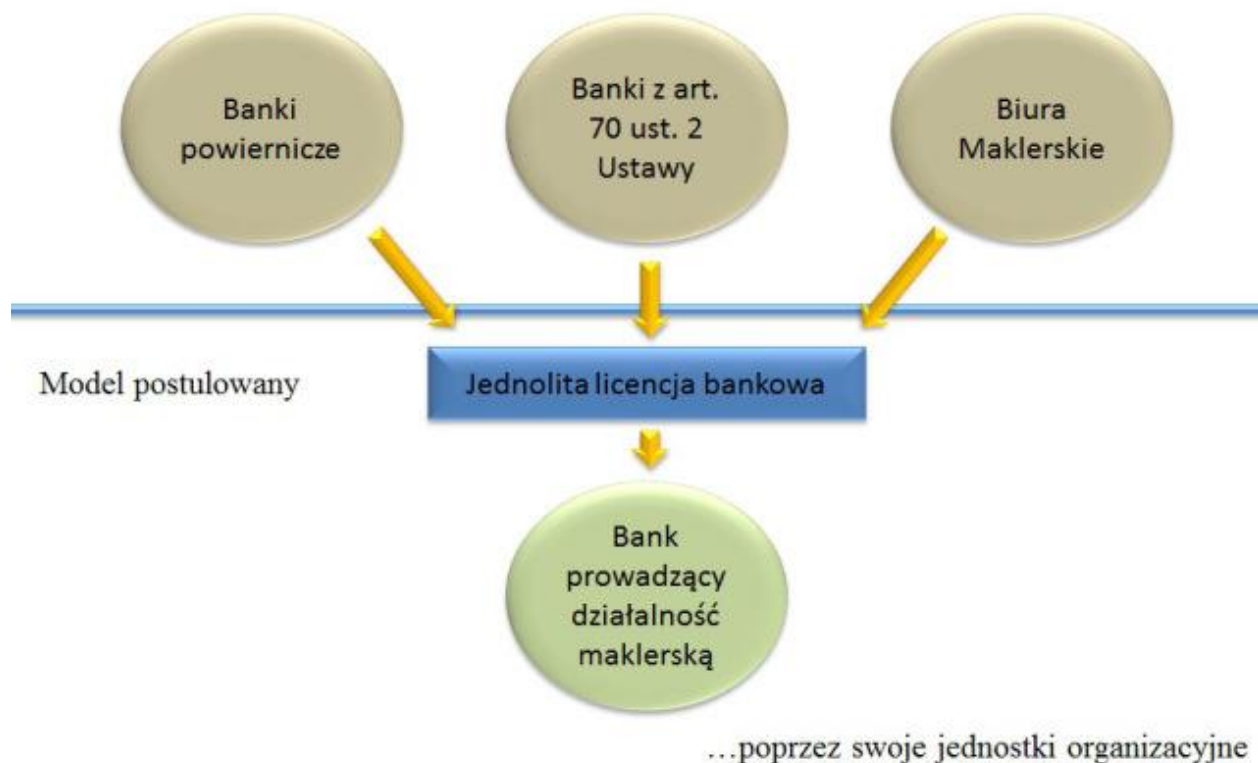 Banki
powiernicze
Banki z art.
70 ust. 2
Ustawy
Biura
Maklerskie
Model postulowany
Jednolita licencja bankowa
Bank
prowadzący
działalność
maklerską
…poprzez swoje jednostki organizacyjne